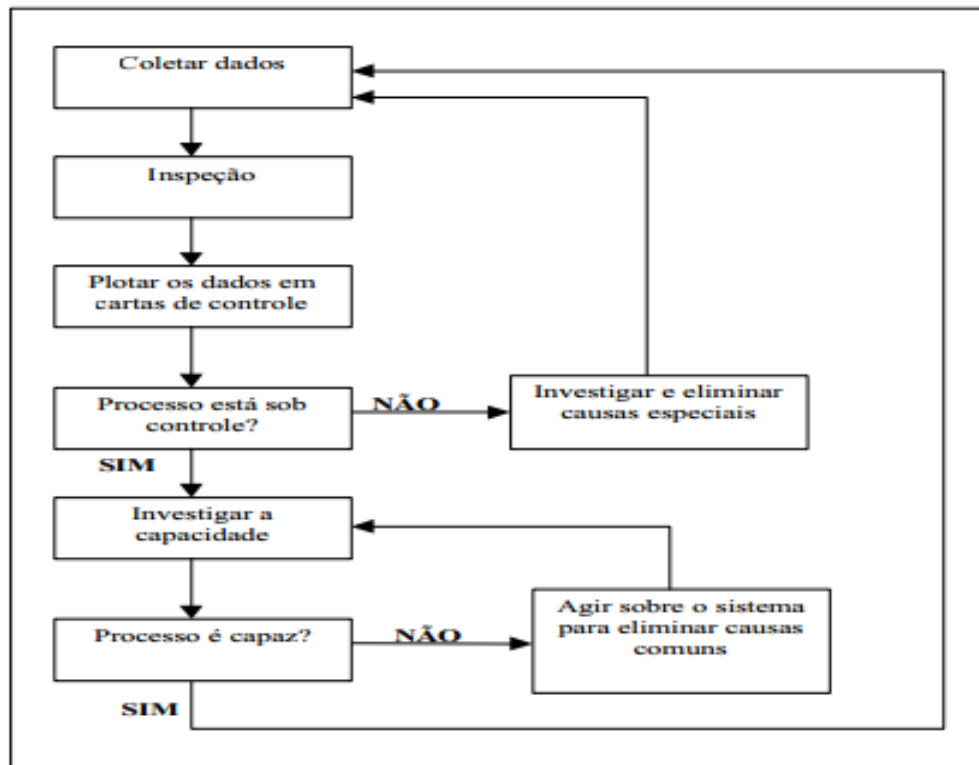 Coletar dados
Inspeção
Plotar os dados em
cartas de controle
Processo está sob
controle?
NÃO
Investigar e eliminar
causas especiais
SIM
Investigar a
capacidade
Processo é capaz?
NÃO
Agir sobre o sistema
para eliminar causas
comuns
SIM